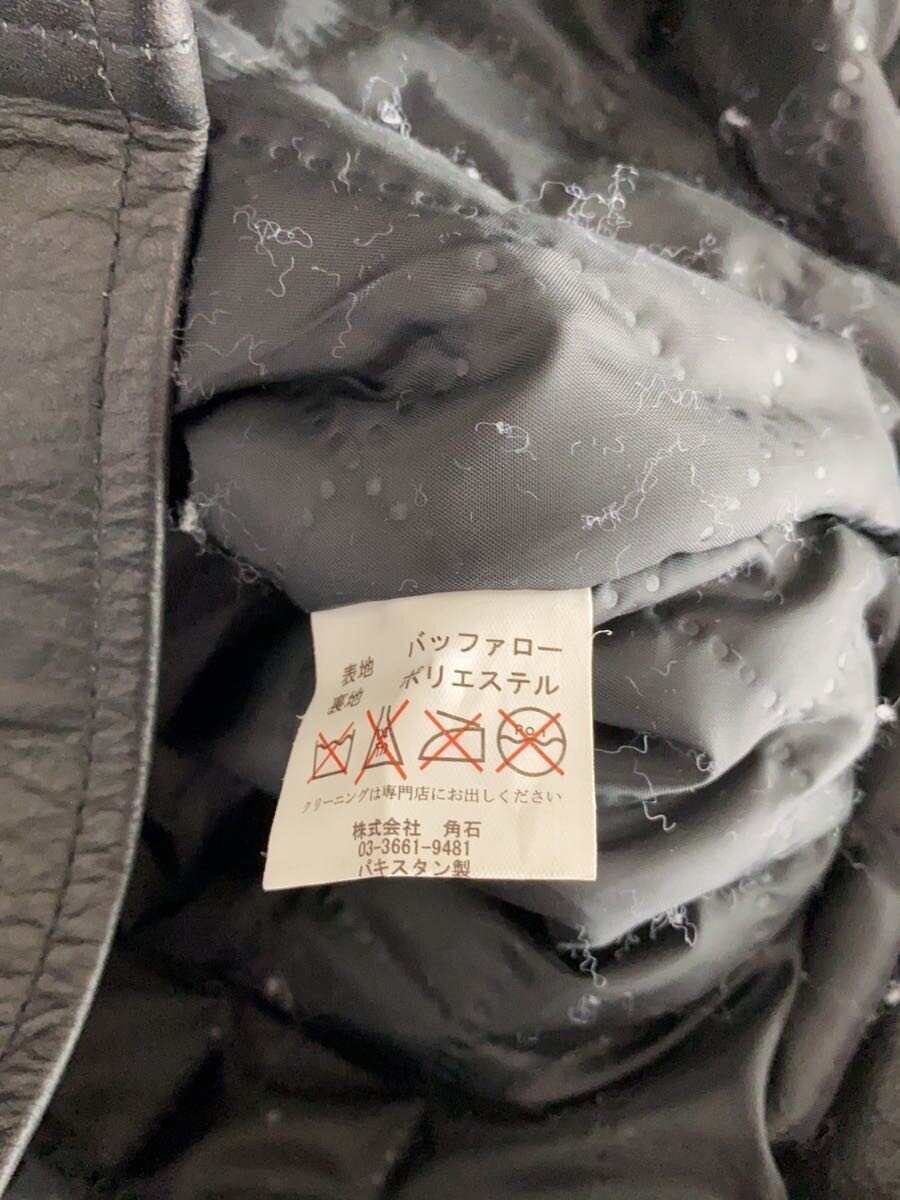 表地 バッファロー
裏地 ポリエステル
クリーニングは専門店にお出しください
株式会社 角石
03-3661-9481
パキスタン製